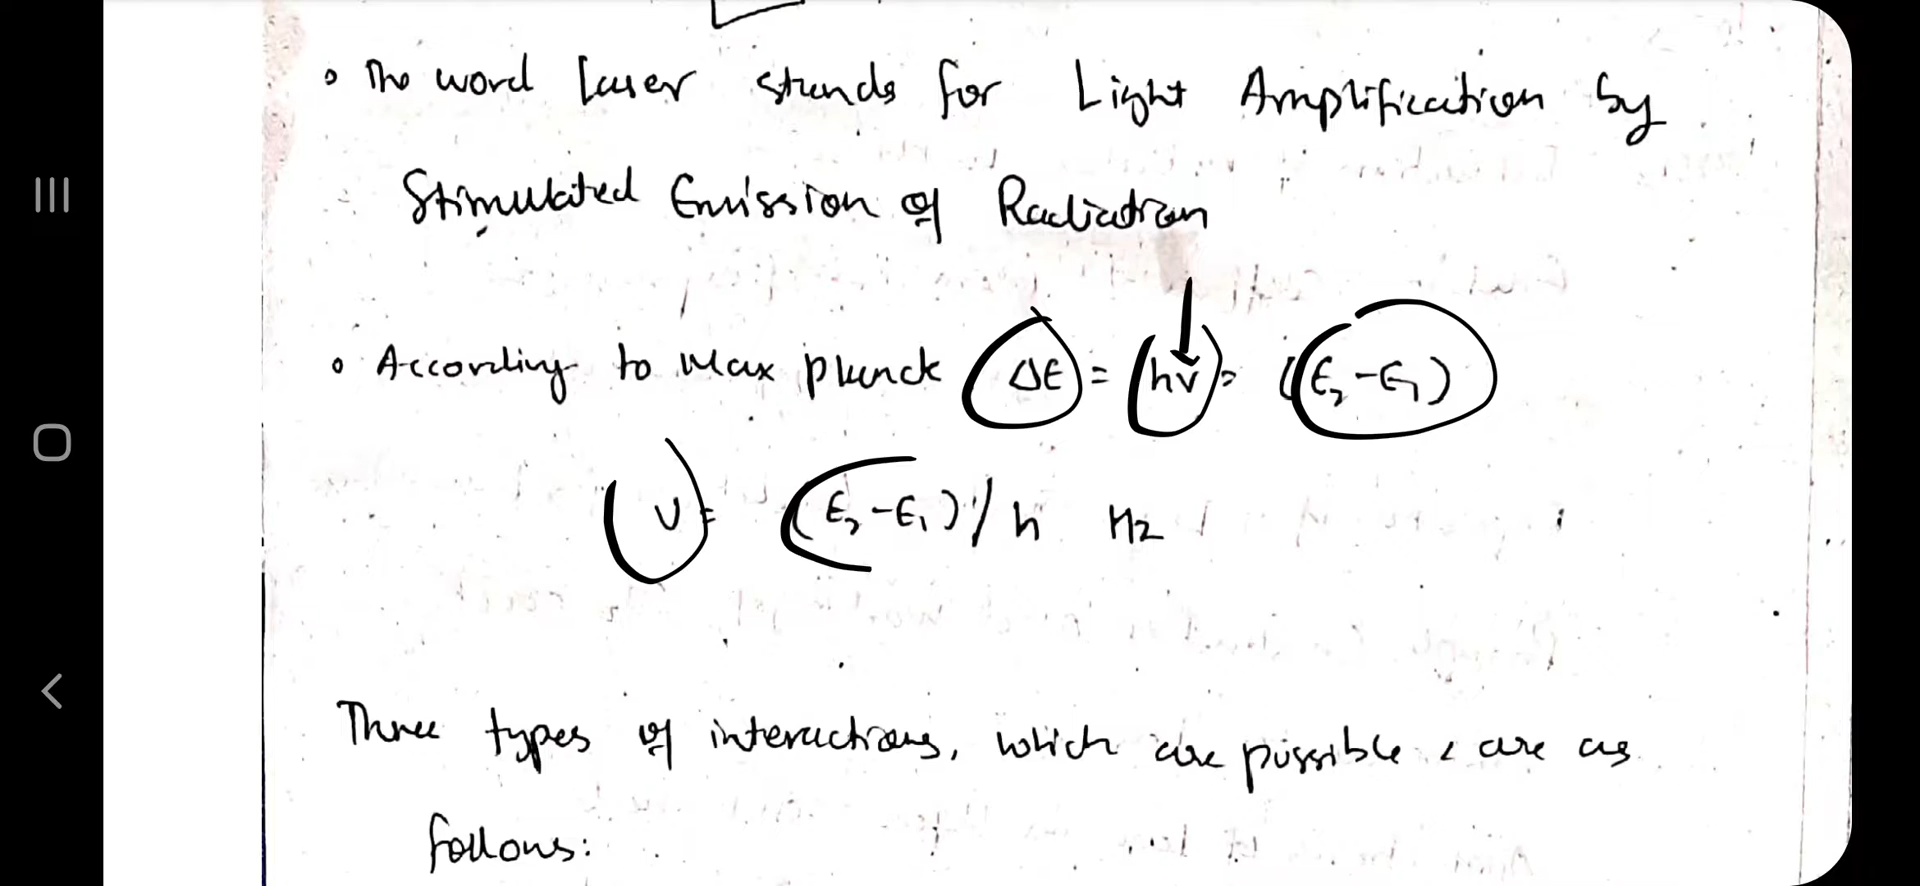 • The word laser stands for Light Amplification by
Stimulated Emission of Radiation
• According to Max planck ΔE = hν = (E₂ - E₁)
ν = (E₂ - E₁) / h Hz
Three types of interactions, which are possible & are as
follows: